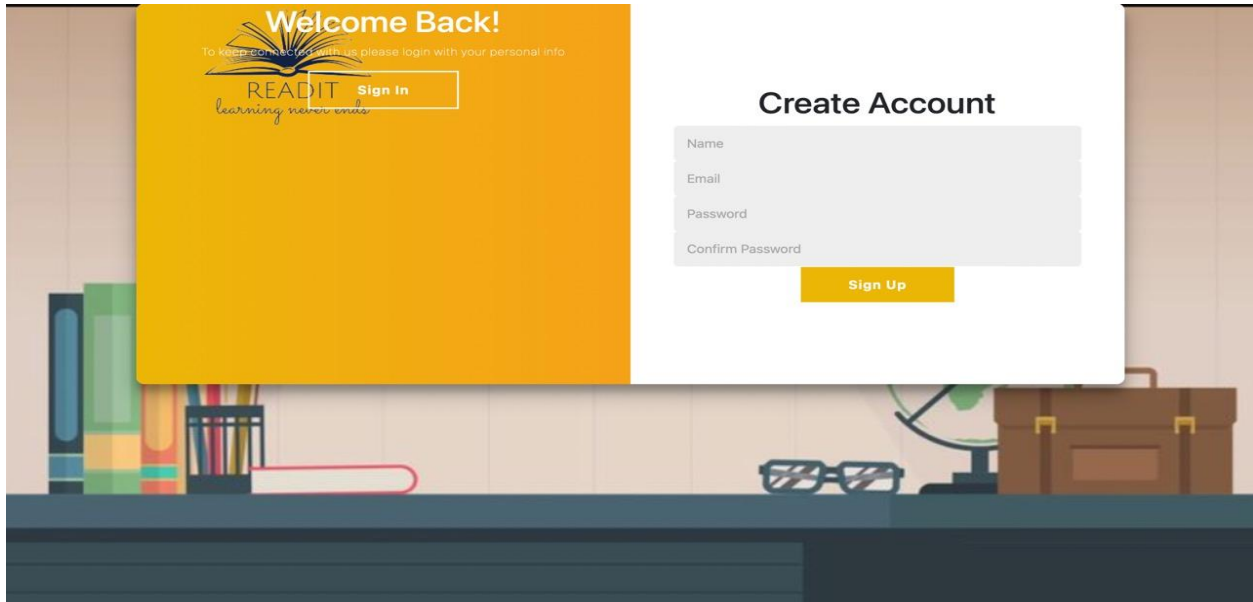 Welcome Back!
To keep connected with us please login with your personal info
READIT
Sign In
learning never ends
Create Account
Name
Email
Password
Confirm Password
Sign Up